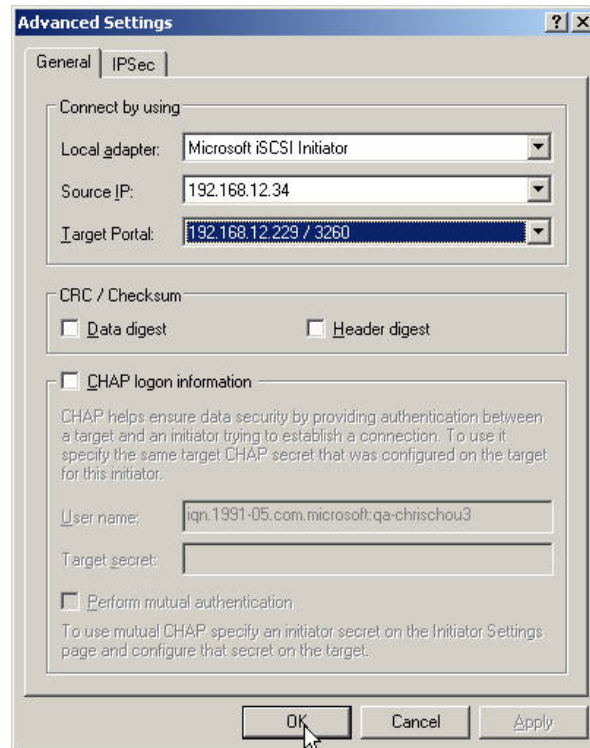 Advanced Settings
General IPSec
Connect by using
Local adapter: Microsoft iSCSI Initiator
Source IP: 192.168.12.34
Target Portal: 192.168.12.229 / 3260
CRC / Checksum
Data digest Header digest
CHAP logon information
CHAP helps ensure data security by providing authentication between
a target and an initiator trying to establish a connection. To use it
specify the same target CHAP secret that was configured on the target
for this initiator.
User name: iqn.1991-05.com.microsoft:qa-chrischou3
Target secret:
Perform mutual authentication
To use mutual CHAP specify an initiator secret on the Initiator Settings
page and configure that secret on the target.
OK Cancel Apply